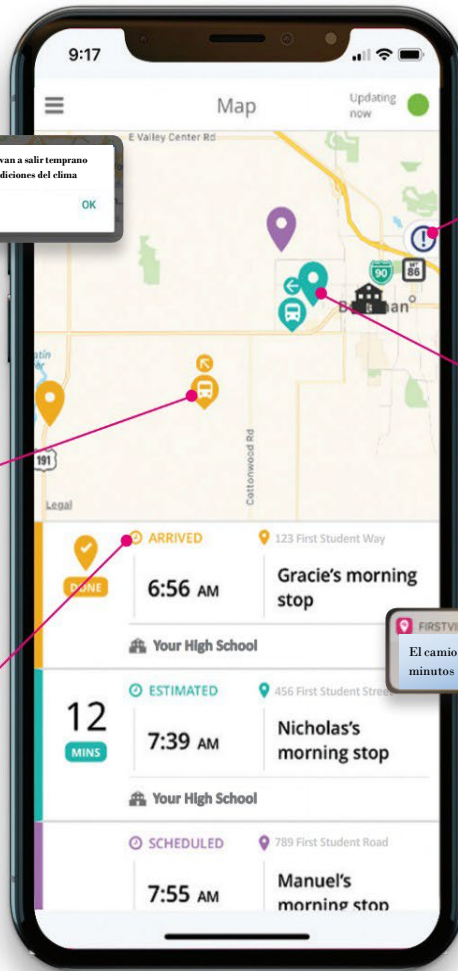 9:17
Map
Updating
now
E Valley Center Rd
van a salir temprano
diciones del clima
OK
90
MT
86
Cottonwood Rd
191
Legal
ARRIVED
123 First Student Way
DONE
6:56 AM
Gracie's morning
stop
Your High School
FIRSTVI
El camio
minutos
ESTIMATED
456 First Student Street
12
MINS
7:39 AM
Nicholas's
morning stop
Your High School
SCHEDULED
789 First Student Road
7:55 AM
Manuel's
morning stop